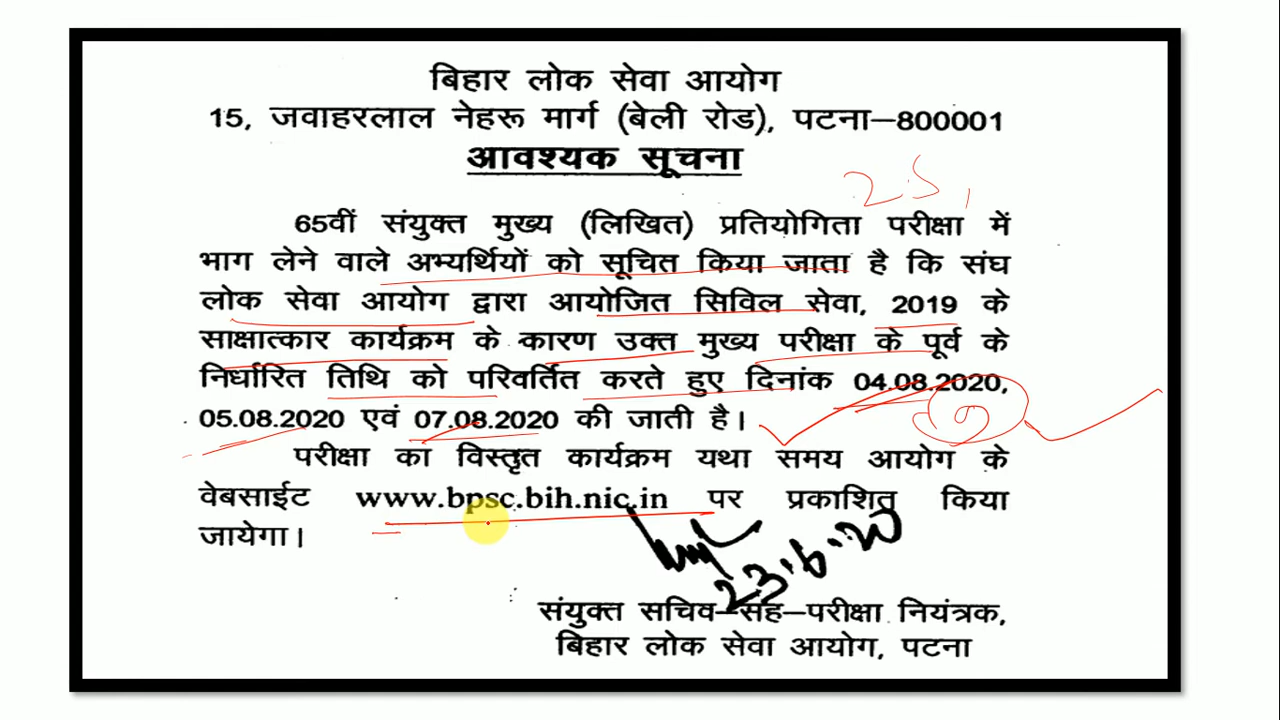 बिहार लोक सेवा आयोग
15, जवाहरलाल नेहरू मार्ग (बेली रोड), पटना–800001
आवश्यक सूचना
25,
65वीं संयुक्त मुख्य (लिखित) प्रतियोगिता परीक्षा में
भाग लेने वाले अभ्यर्थियों को सूचित किया जाता है कि संघ
लोक सेवा आयोग द्वारा आयोजित सिविल सेवा, 2019 के
साक्षात्कार कार्यक्रम के कारण उक्त मुख्य परीक्षा के पूर्व के
निर्धारित तिथि को परिवर्तित करते हुए दिनांक 04.08.2020,
05.08.2020 एवं 07.08.2020 की जाती है।
परीक्षा का विस्तृत कार्यक्रम यथा समय आयोग के
वेबसाईट www.bpsc.bih.nic.in पर प्रकाशित किया
जायेगा।
23.6.20
संयुक्त सचिव–सह–परीक्षा नियंत्रक,
बिहार लोक सेवा आयोग, पटना